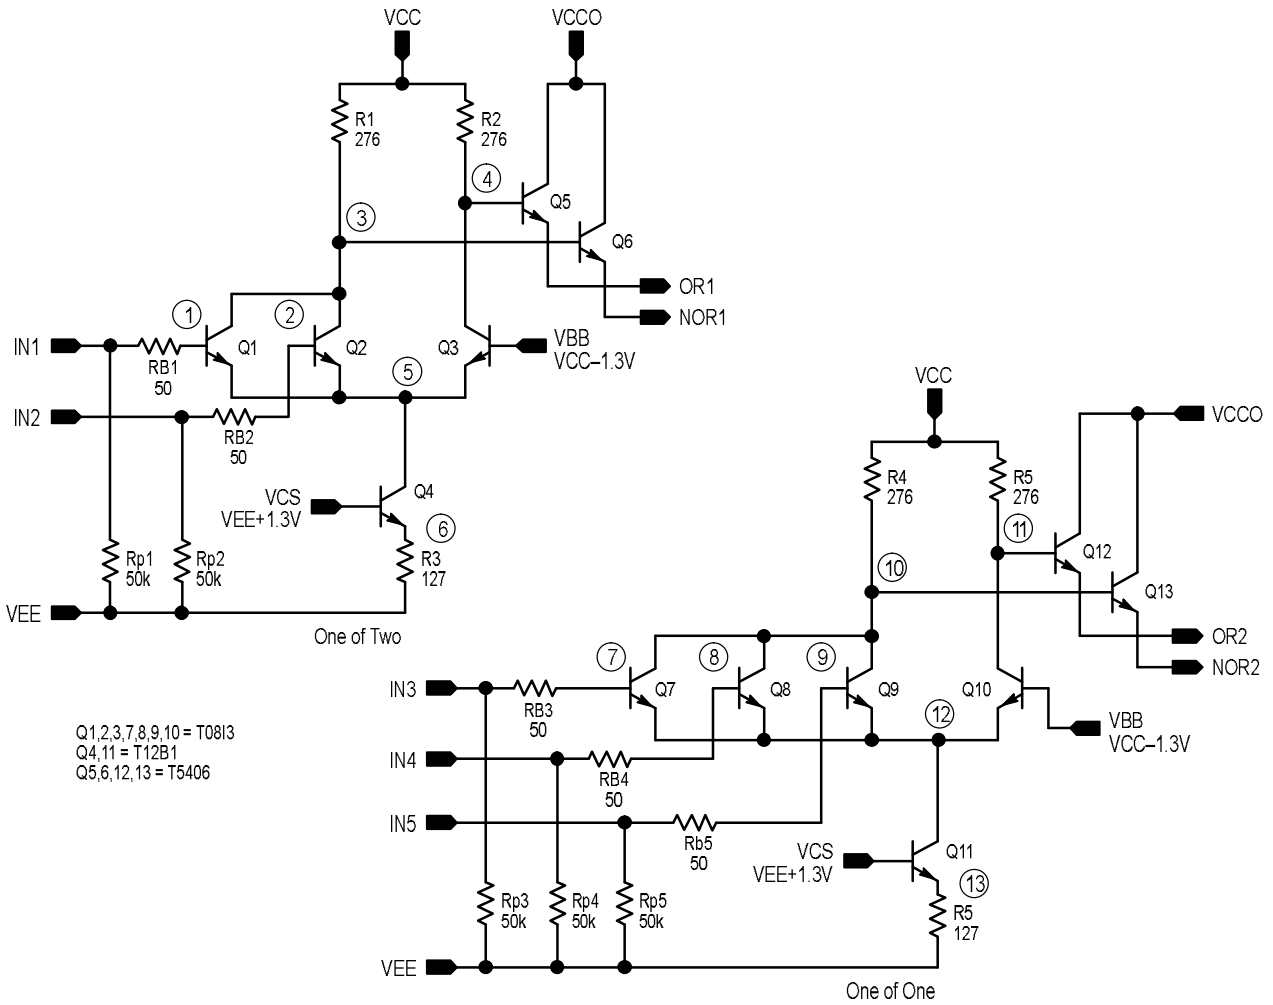 VCC
VCCO
R1
276
R2
276
4
Q5
3
Q6
OR1
NOR1
1
2
IN1
Q1
Q2
Q3
VBB
VCC–1.3V
RB1
50
5
IN2
RB2
50
VCS
VEE+1.3V
Q4
6
Rp1
50k
Rp2
50k
R3
127
VEE
One of Two
VCC
VCCO
R4
276
R5
276
11
Q12
10
Q13
OR2
NOR2
7
8
9
IN3
Q7
Q8
Q9
Q10
RB3
50
12
VBB
VCC–1.3V
IN4
RB4
50
IN5
Rb5
50
VCS
VEE+1.3V
Q11
13
Rp3
50k
Rp4
50k
Rp5
50k
R5
127
VEE
One of One
Q1,2,3,7,8,9,10 = T08I3
Q4,11 = T12B1
Q5,6,12,13 = T5406